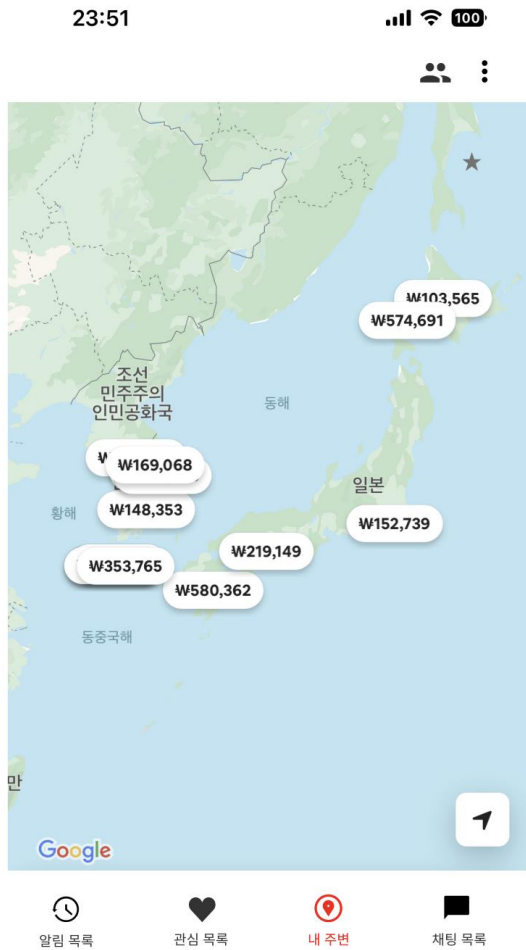 23:51
100
₩103,565
₩574,691
조선
민주주의
인민공화국
동해
₩169,068
일본
₩148,353
황해
₩152,739
₩219,149
₩353,765
₩580,362
동중국해
만
Google
알림 목록
관심 목록
내 주변
채팅 목록